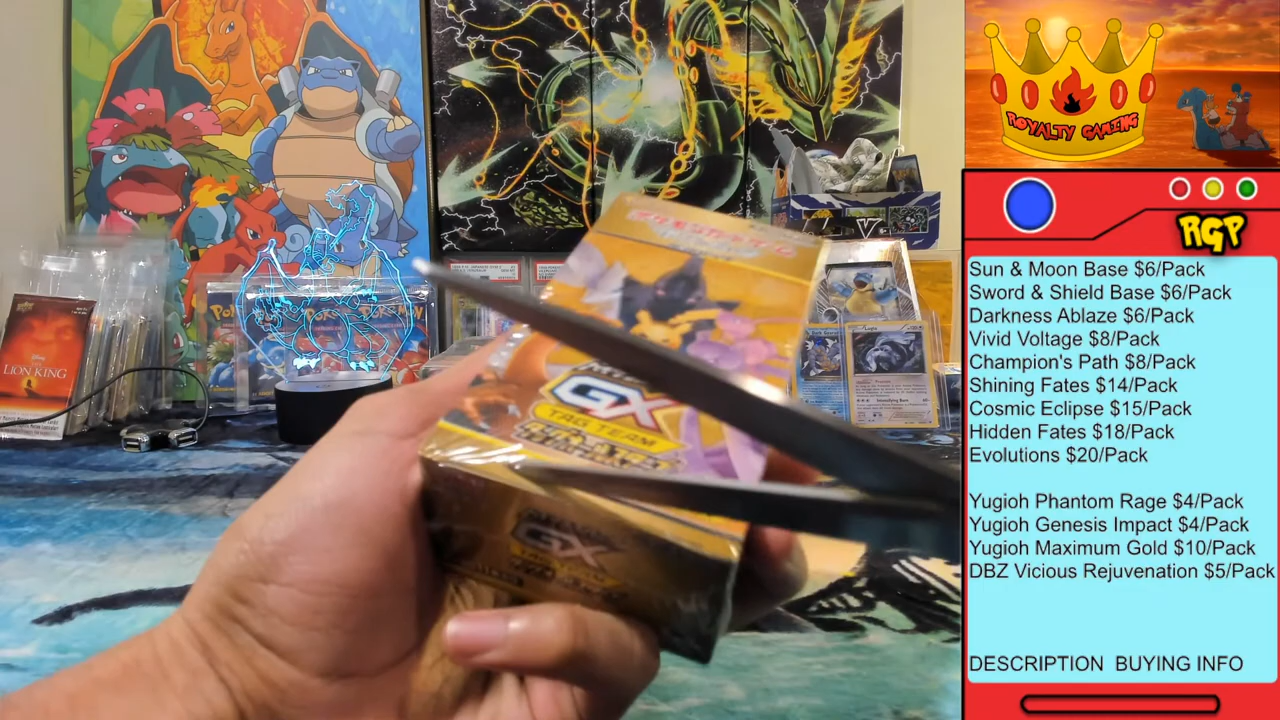 ROYALTY GAMING
RGP
Sun & Moon Base $6/Pack
Sword & Shield Base $6/Pack
Darkness Ablaze $6/Pack
Vivid Voltage $8/Pack
Champion's Path $8/Pack
Shining Fates $14/Pack
Cosmic Eclipse $15/Pack
Hidden Fates $18/Pack
Evolutions $20/Pack
Yugioh Phantom Rage $4/Pack
Yugioh Genesis Impact $4/Pack
Yugioh Maximum Gold $10/Pack
DBZ Vicious Rejuvenation $5/Pack
DESCRIPTION BUYING INFO
Disney
THE
LION KING
GX
TAG TEAM
GX
Lugia